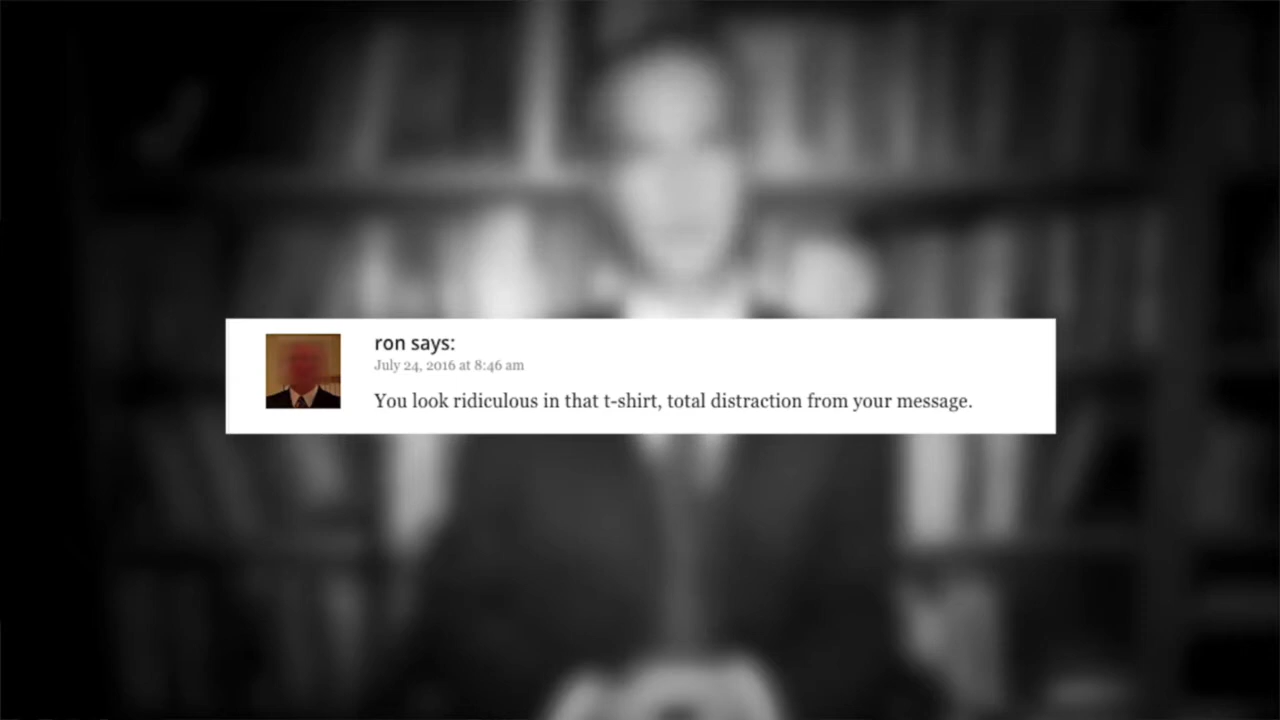 ron says:
July 24, 2016 at 8:46 am
You look ridiculous in that t-shirt, total distraction from your message.